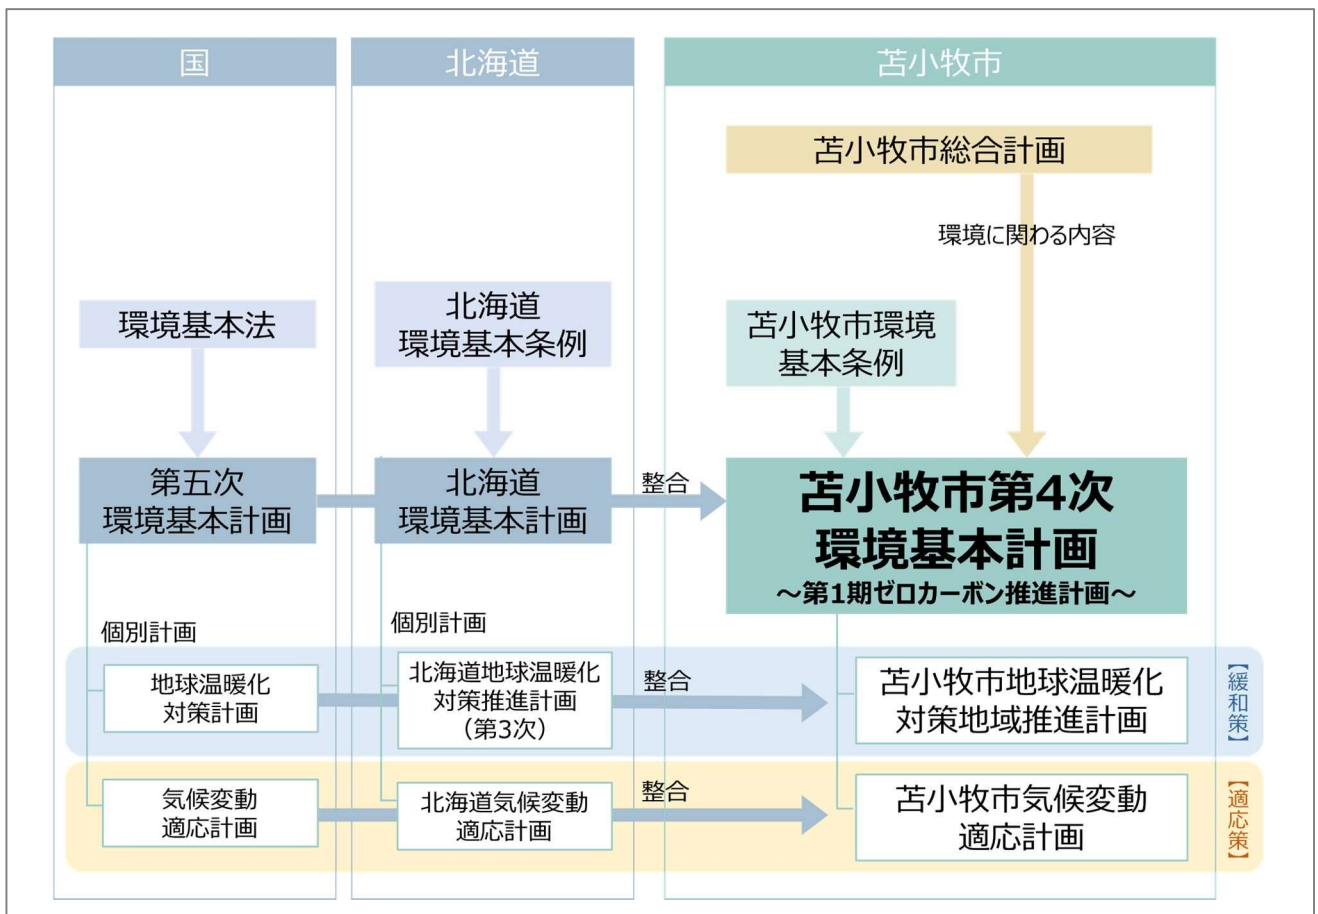 国
北海道
苫小牧市
苫小牧市総合計画
環境に関わる内容
環境基本法
北海道
環境基本条例
苫小牧市環境
基本条例
第五次
環境基本計画
北海道
環境基本計画
整合
苫小牧市第4次
環境基本計画
～第1期ゼロカーボン推進計画～
個別計画
個別計画
地球温暖化
対策計画
北海道地球温暖化
対策推進計画
（第3次）
整合
苫小牧市地球温暖化
対策地域推進計画
【緩和策】
気候変動
適応計画
北海道気候変動
適応計画
整合
苫小牧市気候変動
適応計画
【適応策】